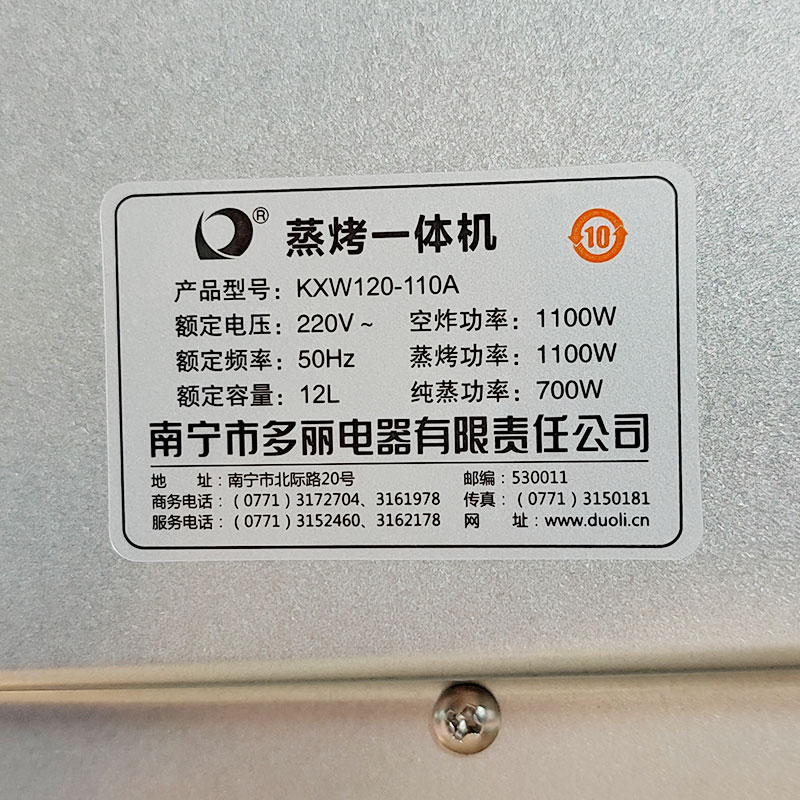 ® 蒸烤一体机 10
产品型号：KXW120-110A
额定电压：220V～ 空炸功率：1100W
额定频率：50Hz 蒸烤功率：1100W
额定容量：12L 纯蒸功率：700W
南宁市多丽电器有限责任公司
地 址：南宁市北际路20号 邮编：530011
商务电话：（0771）3172704、3161978 传真：（0771）3150181
服务电话：（0771）3152460、3162178 网 址：www.duoli.cn